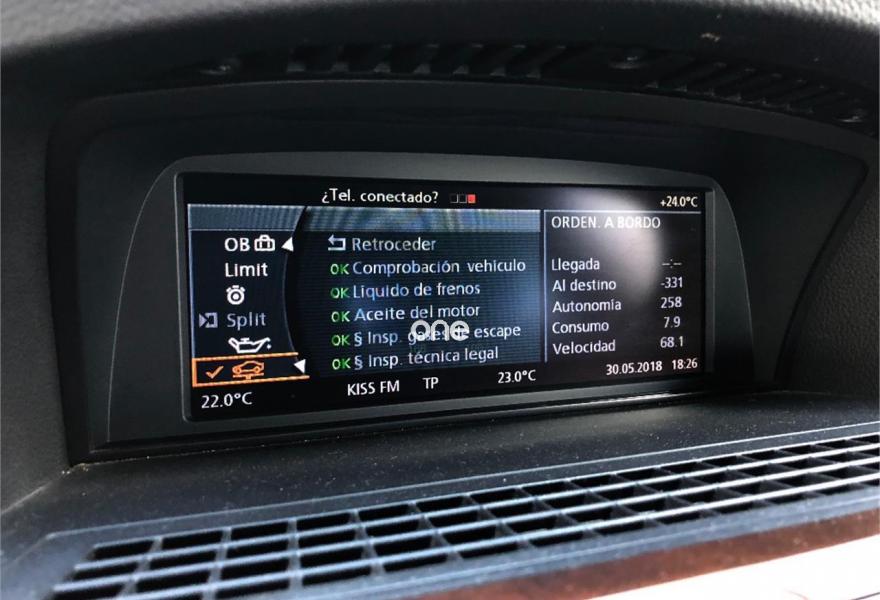 ¿Tel. conectado?
+24.0°C
OB
Limit
Split
Retroceder
OK Comprobación vehiculo
OK Liquido de frenos
OK Aceite del motor
OK § Insp. gases de escape
OK § Insp. técnica legal
one
ORDEN. A BORDO
Llegada --:--
Al destino -331
Autonomía 258
Consumo 7.9
Velocidad 68.1
22.0°C
KISS FM TP
23.0°C
30.05.2018 18:26